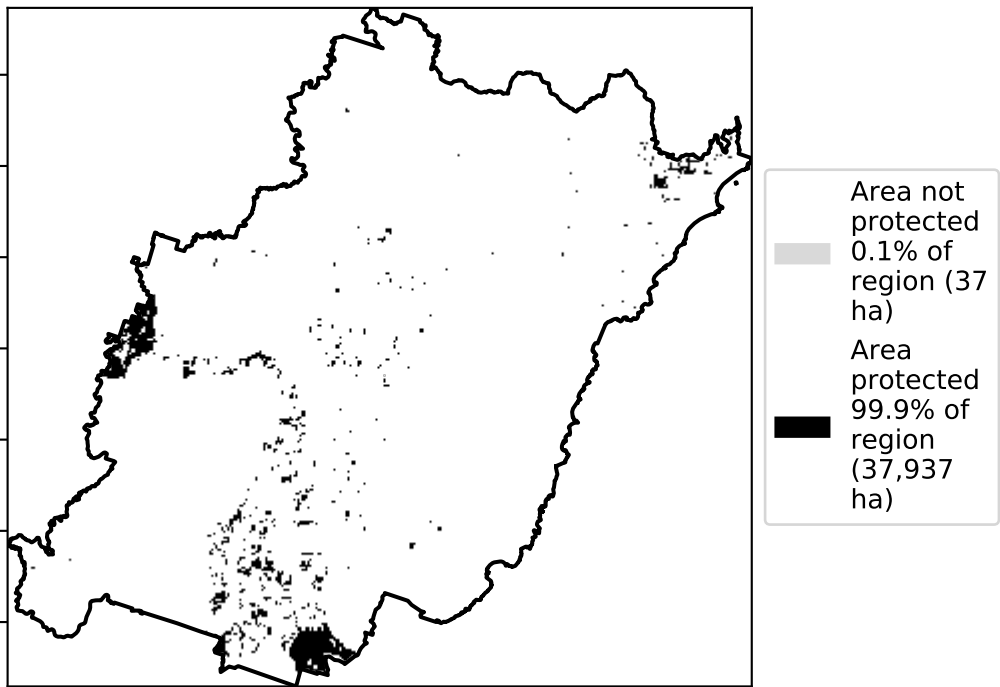 Area not
protected
0.1% of
region (37
ha)
Area
protected
99.9% of
region
(37,937
ha)